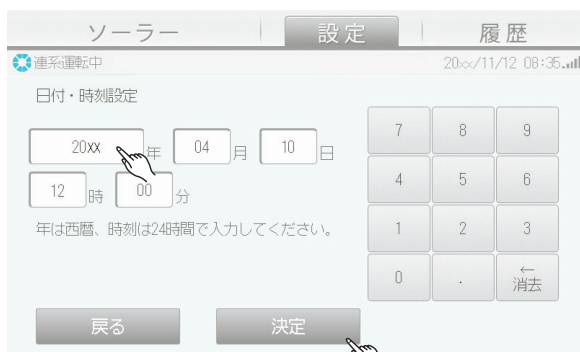 ソーラー 設定 履歴
連系運転中 20xx/11/12 08:35
日付・時刻設定
20XX 年 04 月 10 日
12 時 00 分
年は西暦、時刻は24時間で入力してください。
7 8 9
4 5 6
1 2 3
0 . ←消去
戻る 決定